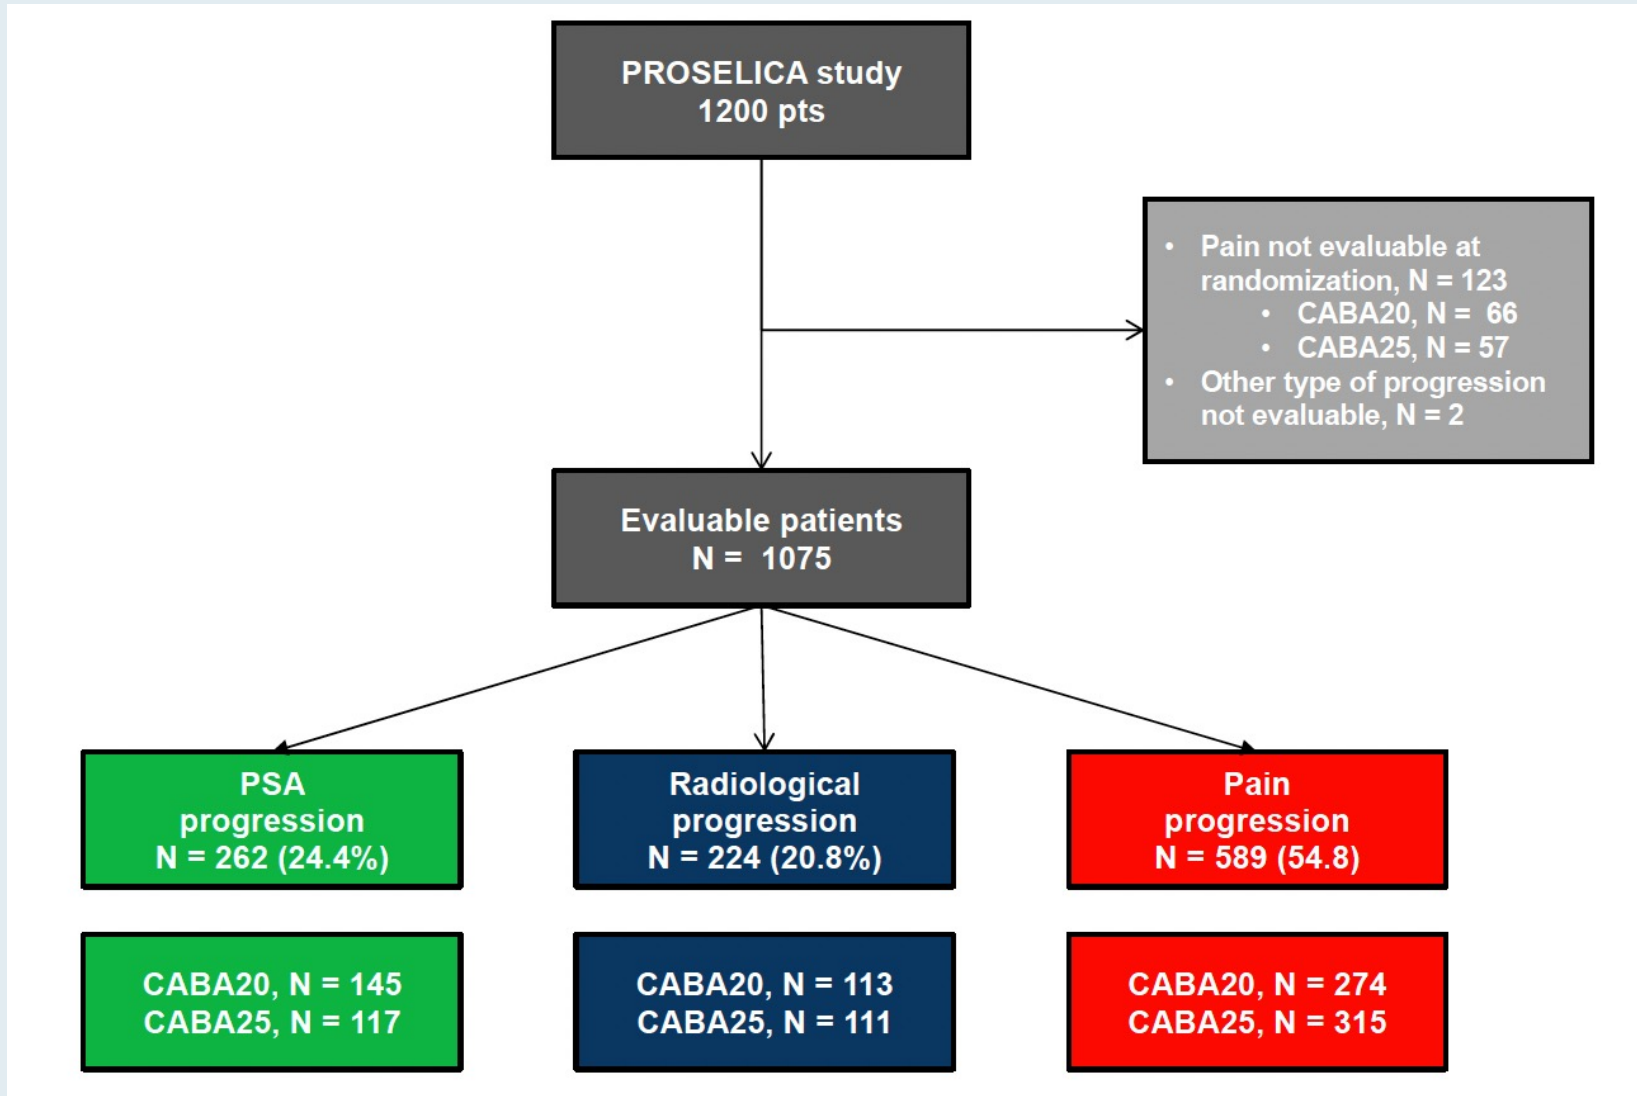 PROSELICA study
1200 pts
• Pain not evaluable at
randomization, N = 123
• CABA20, N = 66
• CABA25, N = 57
• Other type of progression
not evaluable, N = 2
Evaluable patients
N = 1075
PSA
progression
N = 262 (24.4%)
Radiological
progression
N = 224 (20.8%)
Pain
progression
N = 589 (54.8)
CABA20, N = 145
CABA25, N = 117
CABA20, N = 113
CABA25, N = 111
CABA20, N = 274
CABA25, N = 315